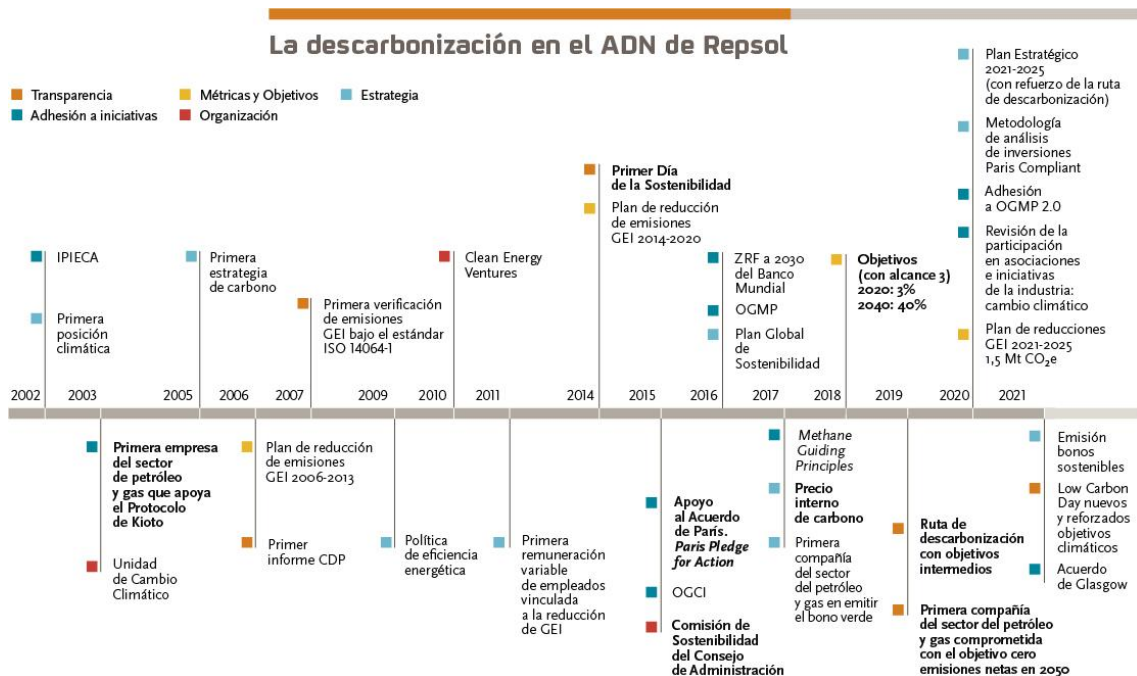 La descarbonización en el ADN de Repsol
Transparencia
Métricas y Objetivos
Estrategia
Adhesión a iniciativas
Organización
IPIECA
Primera
posición
climática
Primera
estrategia
de carbono
Primera verificación
de emisiones
GEI bajo el estándar
ISO 14064-1
Clean Energy
Ventures
Primer Día
de la Sostenibilidad
Plan de reducción
de emisiones
GEI 2014-2020
ZRF a 2030
del Banco
Mundial
OGMP
Plan Global
de
Sostenibilidad
Objetivos
(con alcance 3)
2020: 3%
2040: 40%
Plan Estratégico
2021-2025
(con refuerzo de la ruta
de descarbonización)
Metodología
de análisis
de inversiones
Paris Compliant
Adhesión
a OGMP 2.0
Revisión de la
participación
en asociaciones
e iniciativas
de la industria:
cambio climático
Plan de reducciones
GEI 2021-2025
1,5 Mt CO₂e
2002 2003 2005 2006 2007 2009 2010 2011 2014 2015 2016 2017 2018 2019 2020 2021
Primera empresa
del sector
de petróleo
y gas que apoya
el Protocolo
de Kioto
Unidad
de Cambio
Climático
Plan de reducción
de emisiones
GEI 2006-2013
Primer
informe CDP
Política
de eficiencia
energética
Primera
remuneración
variable
de empleados
vinculada
a la reducción
de GEI
Apoyo
al Acuerdo
de París.
Paris Pledge
for Action
OGCI
Comisión de
Sostenibilidad
del Consejo
de Administración
Methane
Guiding
Principles
Precio
interno
de carbono
Primera
compañía
del sector
del petróleo
y gas en emitir
el bono verde
Ruta de
descarbonización
con objetivos
intermedios
Primera compañía
del sector del petróleo
y gas comprometida
con el objetivo cero
emisiones netas en 2050
Emisión
bonos
sostenibles
Low Carbon
Day nuevos
y reforzados
objetivos
climáticos
Acuerdo
de Glasgow